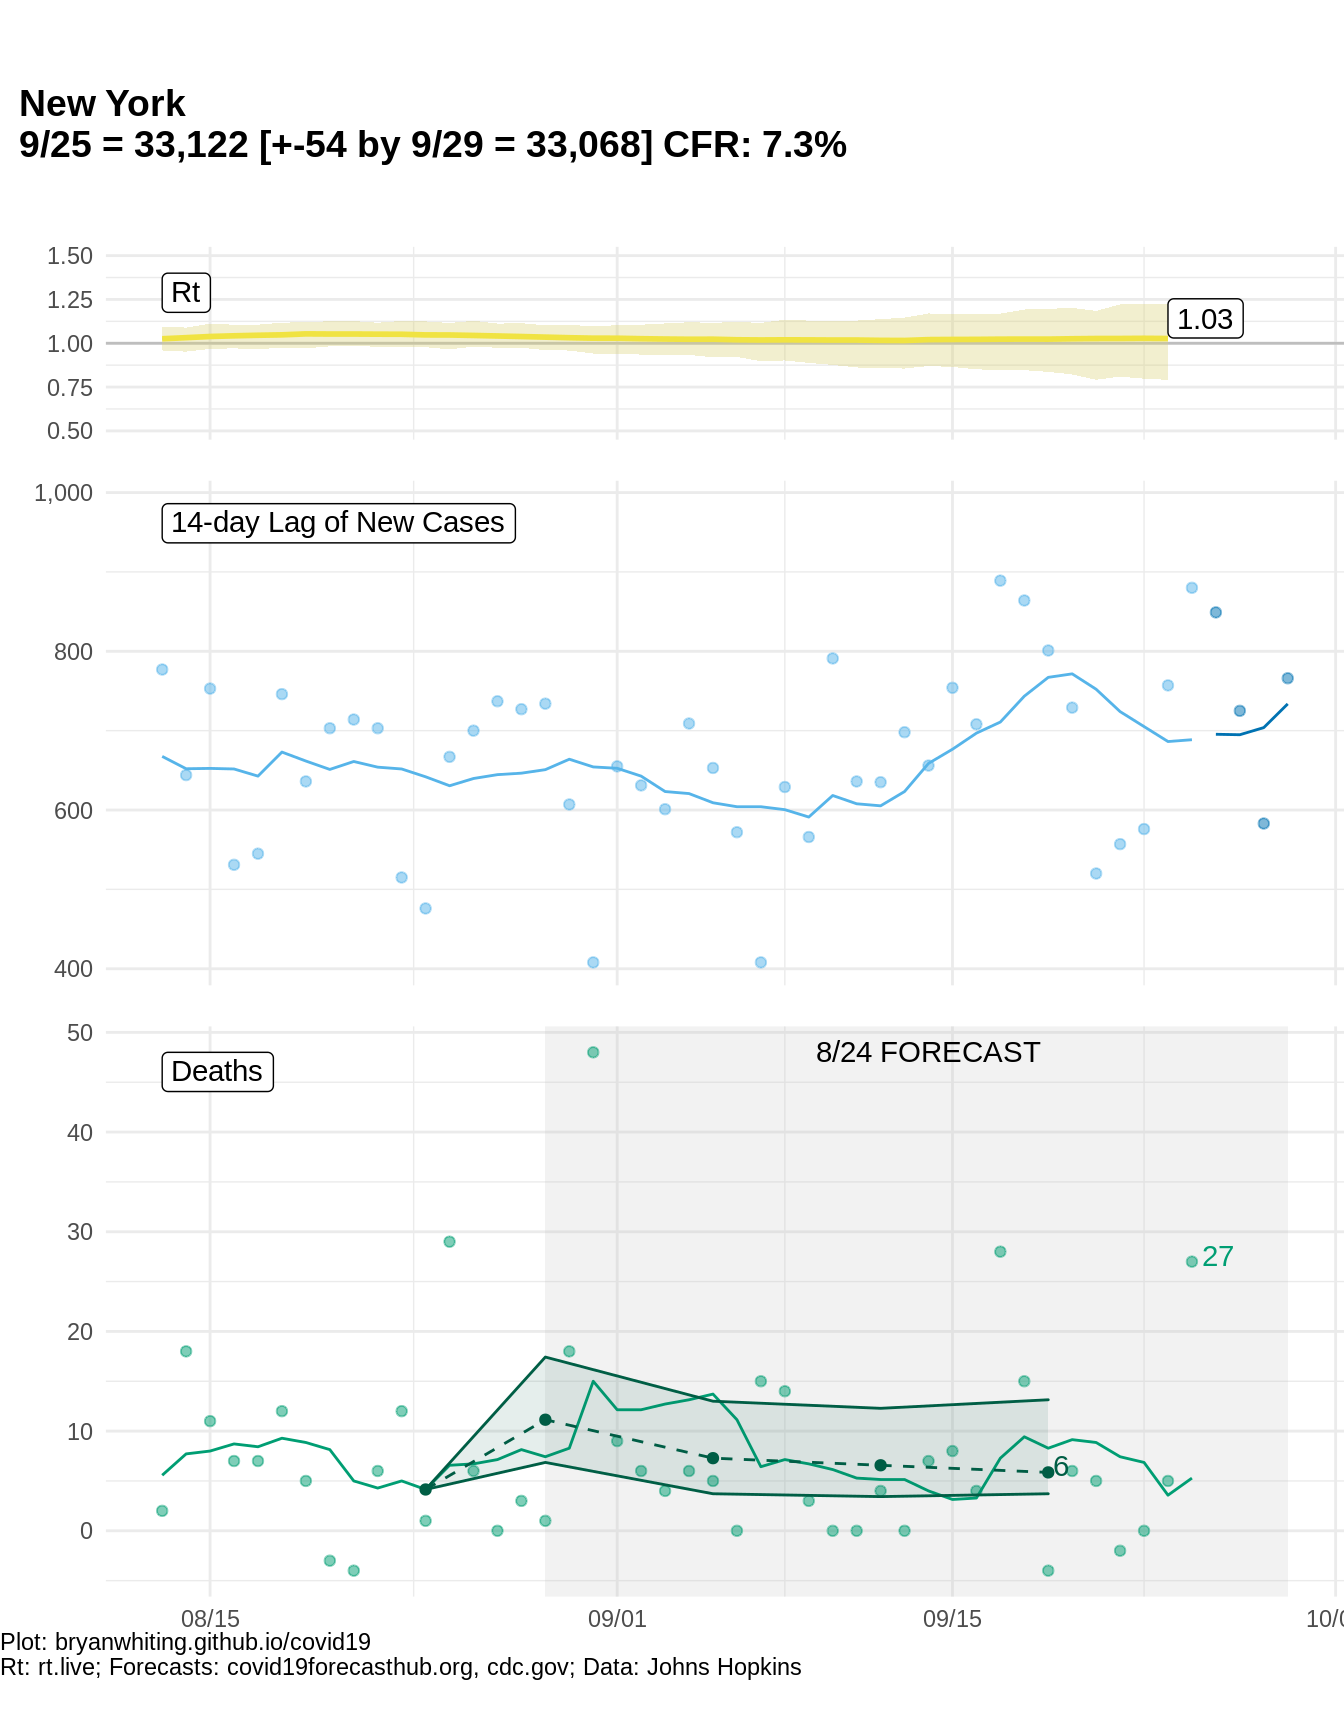 New York
9/25 = 33,122 [+-54 by 9/29 = 33,068] CFR: 7.3%
1.50
Rt
1.25
1.03
1.00
0.75
0.50
1,000
14-day Lag of New Cases
800
600
400
50
8/24 FORECAST
Deaths
40
30
27
20
10
6
0
08/15
09/01
09/15
10/0
Plot: bryanwhiting.github.io/covid19
Rt: rt.live; Forecasts: covid19forecasthub.org, cdc.gov; Data: Johns Hopkins